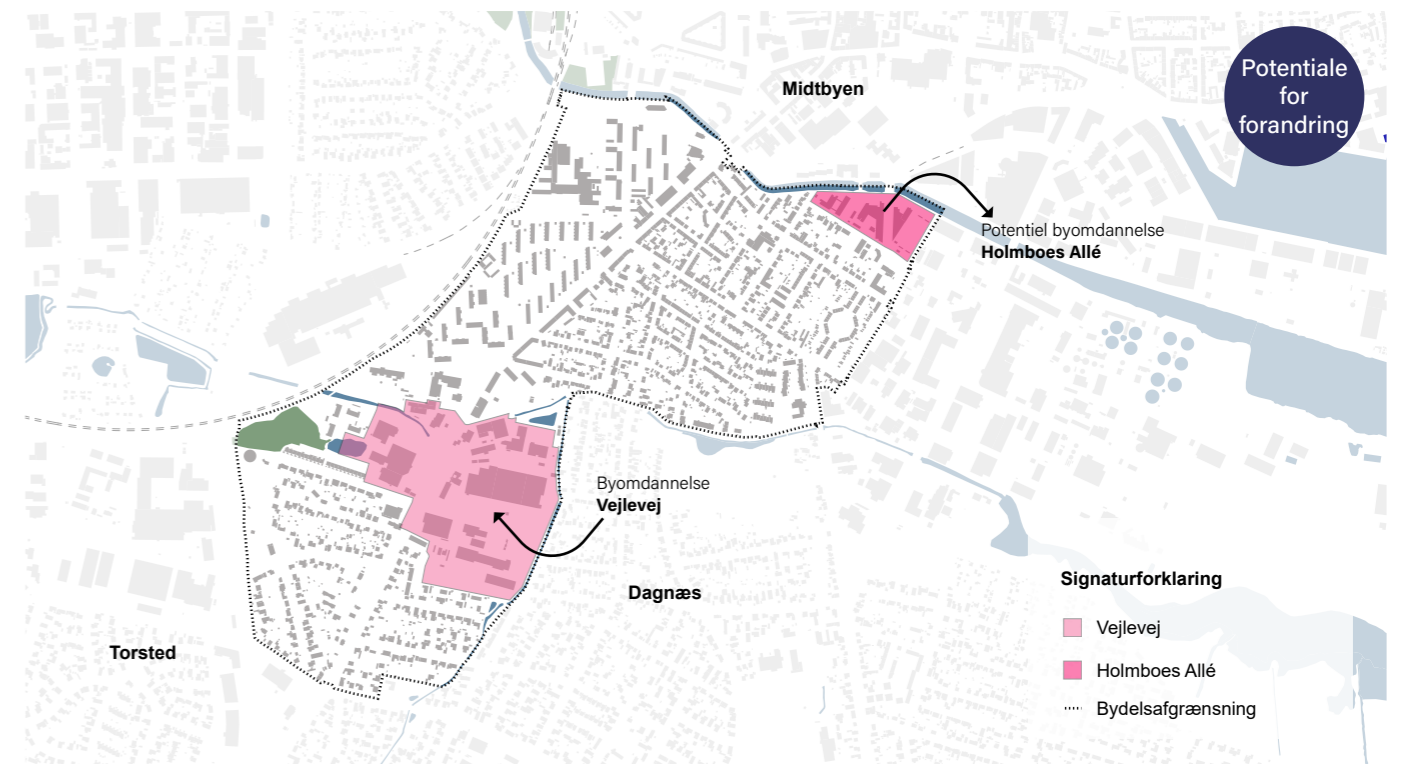 Midtbyen
Potentiale
for
forandring
Potentiel byomdannelse
Holmboes Allé
Byomdannelse
Vejlevej
Dagnæs
Torsted
Signaturforklaring
Vejlevej
Holmboes Allé
Bydelsafgrænsning